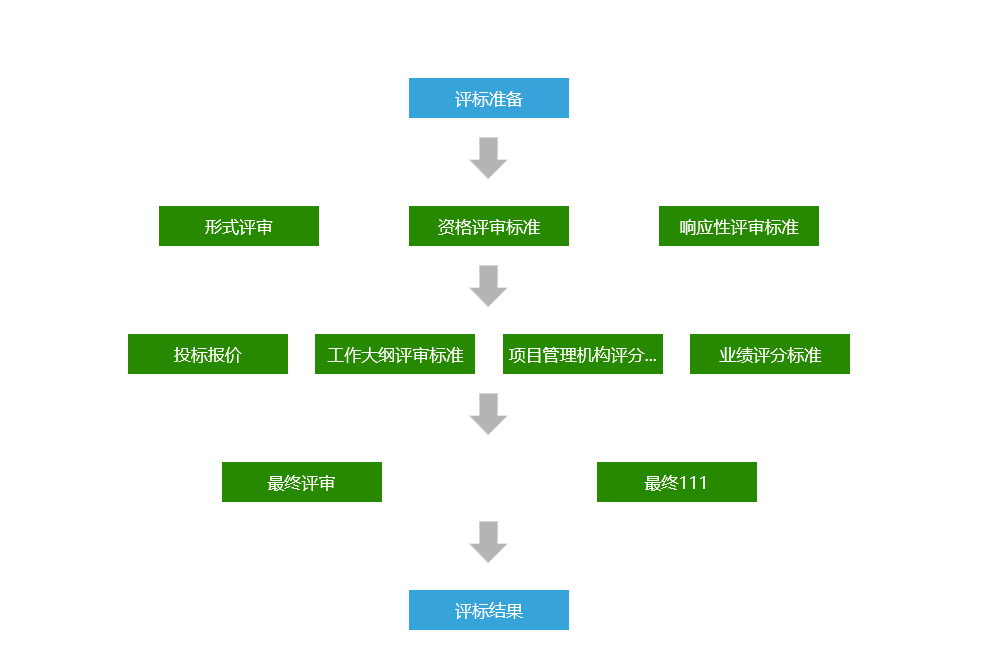 评标准备
形式评审
资格评审标准
响应性评审标准
投标报价
工作大纲评审标准
项目管理机构评分...
业绩评分标准
最终评审
最终111
评标结果